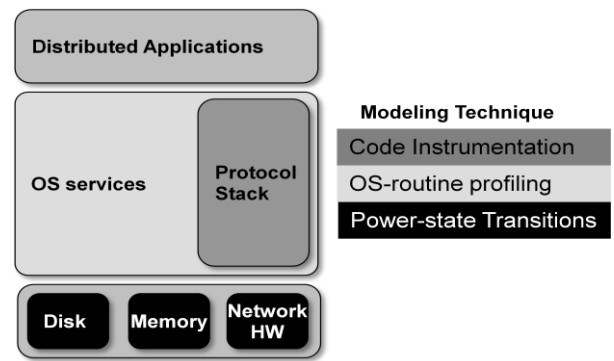 Distributed Applications
OS services
Protocol
Stack
Disk
Memory
Network
HW
Modeling Technique
Code Instrumentation
OS-routine profiling
Power-state Transitions